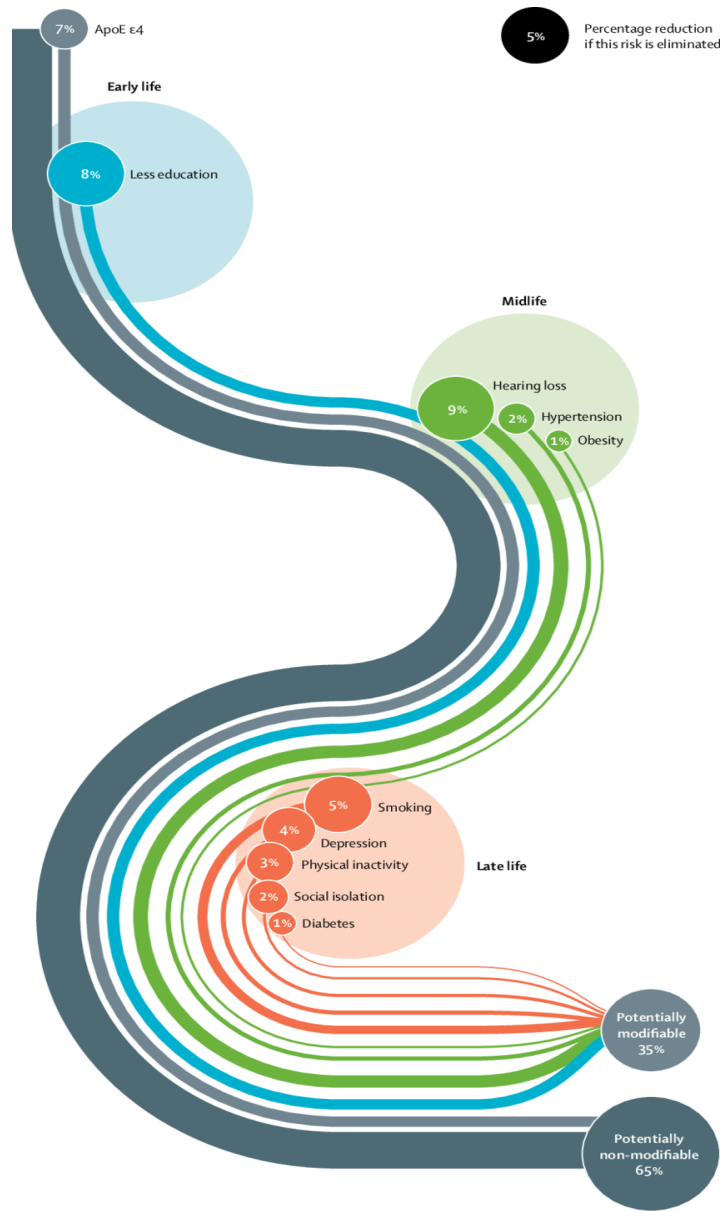 7%
ApoE ε4
5%
Percentage reduction
if this risk is eliminated
Early life
8%
Less education
Midlife
Hearing loss
9%
2%
Hypertension
1%
Obesity
5%
Smoking
4%
Depression
3%
Physical inactivity
Late life
2%
Social isolation
1%
Diabetes
Potentially
modifiable
35%
Potentially
non-modifiable
65%